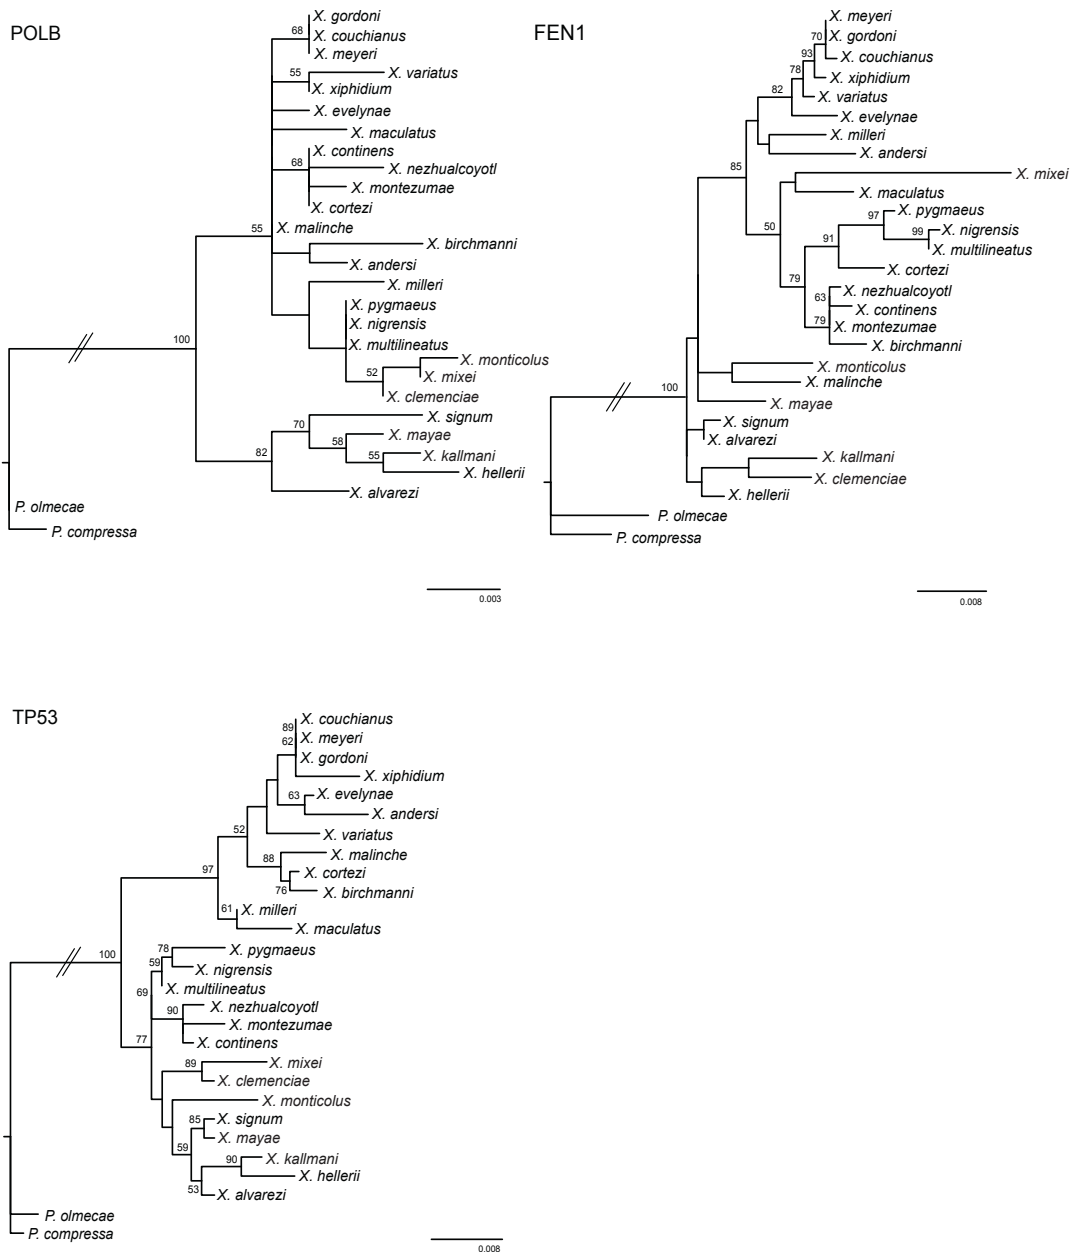 POLB
X. gordoni
68
X. couchianus
X. meyeri
55
X. variatus
X. xiphidium
X. evelynae
X. maculatus
X. continens
68
X. nezhualcoyotl
X. montezumae
X. cortezi
55
X. malinche
X. birchmanni
X. andersi
X. milleri
X. pygmaeus
X. nigrensis
100
X. multilineatus
X. monticolus
52
X. mixei
X. clemenciae
X. signum
70
X. mayae
58
82
55
X. kallmani
X. hellerii
X. alvarezi
P. olmecae
P. compressa
0.003
FEN1
X. meyeri
70
X. gordoni
93
X. couchianus
78
X. xiphidium
82
X. variatus
X. evelynae
X. milleri
X. andersi
85
X. mixei
X. maculatus
97
X. pygmaeus
50
99
X. nigrensis
91
X. multilineatus
X. cortezi
79
X. nezhualcoyotl
63
X. continens
79
X. montezumae
X. birchmanni
X. monticolus
100
X. malinche
X. mayae
X. signum
X. alvarezi
X. kallmani
X. clemenciae
X. hellerii
P. olmecae
P. compressa
0.008
TP53
X. couchianus
89
X. meyeri
62
X. gordoni
X. xiphidium
63
X. evelynae
X. andersi
52
X. variatus
88
X. malinche
97
X. cortezi
76
X. birchmanni
61
X. milleri
X. maculatus
100
78
X. pygmaeus
59
X. nigrensis
69
X. multilineatus
90
X. nezhualcoyotl
X. montezumae
77
X. continens
89
X. mixei
X. clemenciae
X. monticolus
85
X. signum
X. mayae
59
90
X. kallmani
X. hellerii
53
X. alvarezi
P. olmecae
P. compressa
0.008